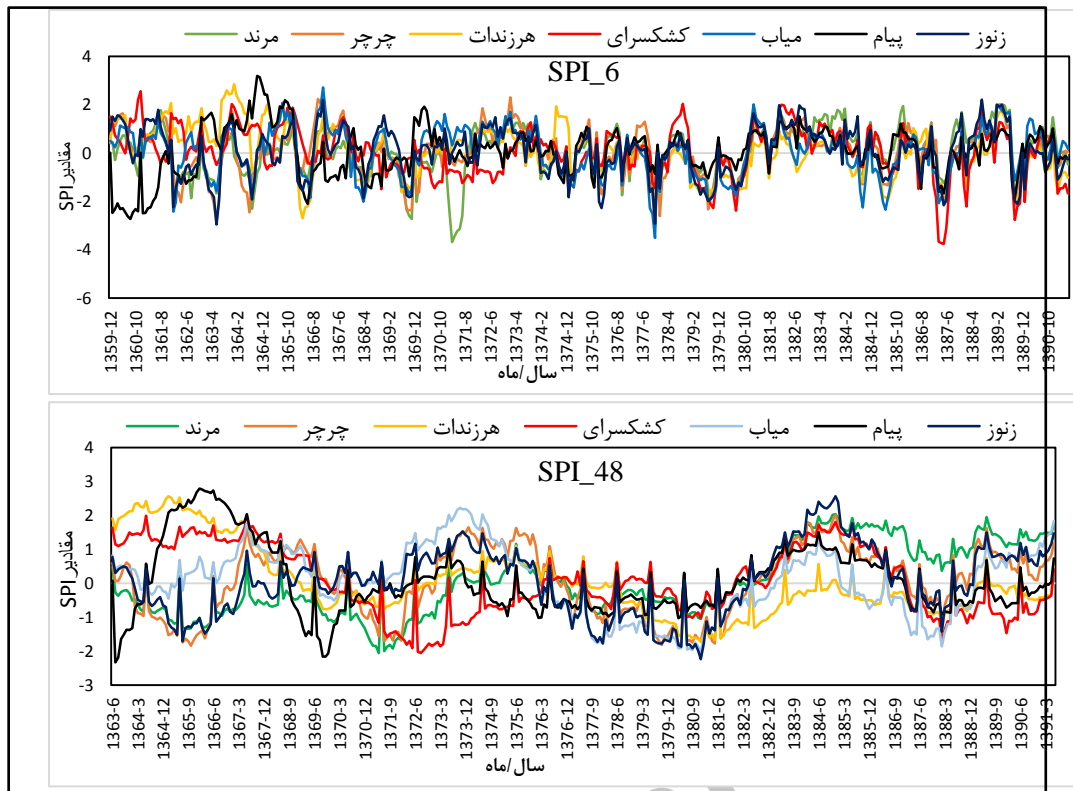 مرند چرچر هرزندات کشکسرای میاب پیام زنوز
SPI_6
مقادیر SPI
4
2
0
-2
-4
-6
1359-12 1360-10 1361-8 1362-6 1363-4 1364-2 1364-12 1365-10 1366-8 1367-6 1368-4 1369-2 1369-12 1370-10 1371-8 1372-6 1373-4 1374-2 1374-12 1375-10 1376-8 1377-6 1378-4 1379-2 1379-12 1380-10 1381-8 1382-6 1383-4 1384-2 1384-12 1385-10 1386-8 1387-6 1388-4 1389-2 1389-12 1390-10
سال/ماه
مرند چرچر هرزندات کشکسرای میاب پیام زنوز
SPI_48
مقادیر SPI
4
3
2
1
0
-1
-2
-3
1363-6 1364-3 1364-12 1365-9 1366-6 1367-3 1367-12 1368-9 1369-6 1370-3 1370-12 1371-9 1372-6 1373-3 1373-12 1374-9 1375-6 1376-3 1376-12 1377-9 1378-6 1379-3 1379-12 1380-9 1381-6 1382-3 1382-12 1383-9 1384-6 1385-3 1385-12 1386-9 1387-6 1388-3 1388-12 1389-9 1390-6 1391-3
سال/ماه